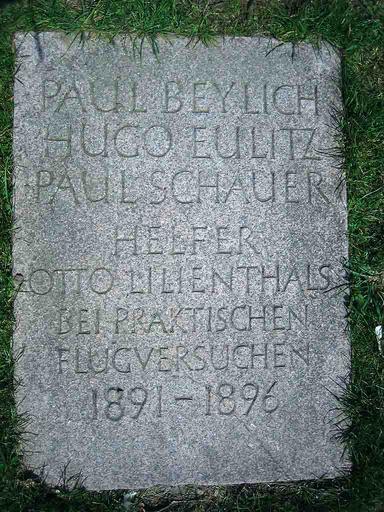 PAUL BEYLICH
HUGO EULITZ
PAUL SCHAUER
HELFER
OTTO LILIENTHALS
BEI PRAKTISCHEN
FLUGVERSUCHEN
1891-1896